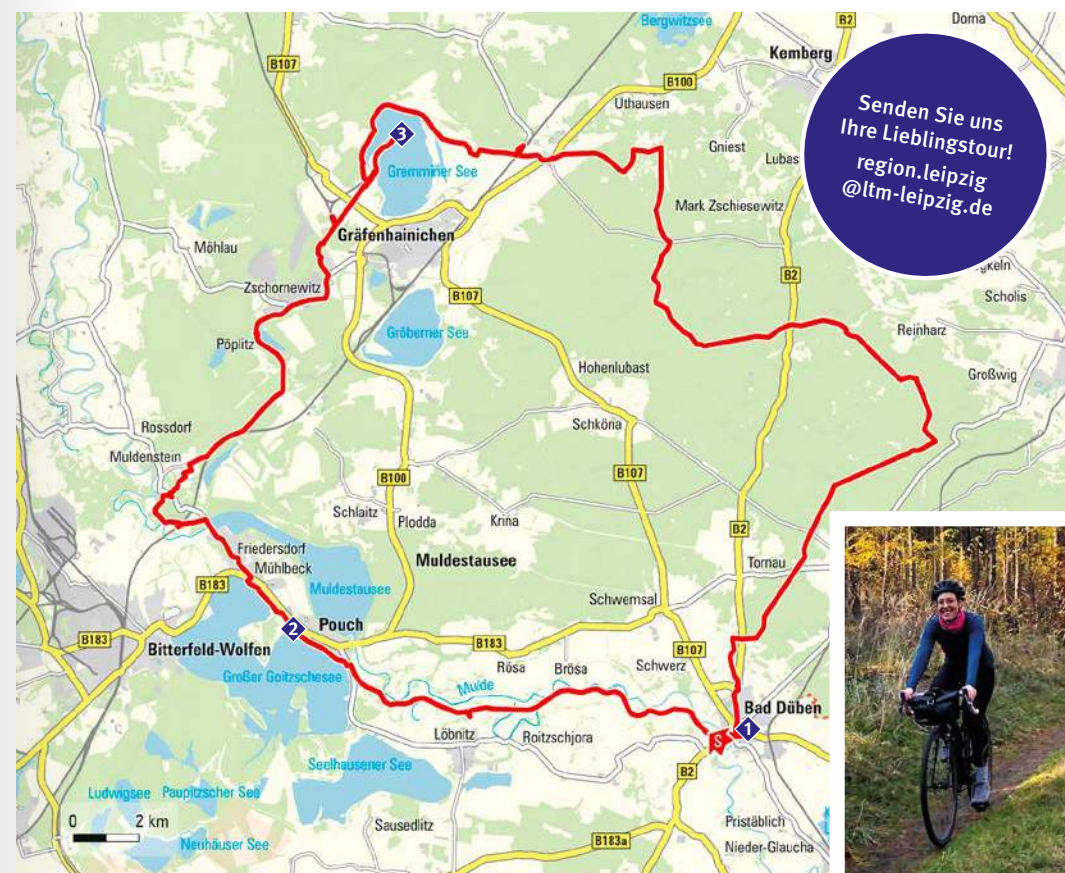 Bergwitzsee
B2
Dorna
Kemberg
B107
B100
Uthausen
Senden Sie uns
Ihre Lieblingstour!
region.leipzig
@ltm-leipzig.de
3
Gniest
Lubast
Gremminer See
Mark Zschiesewitz
Gräfenhainichen
Möhlau
B2
Zschornewitz
B107
Scholis
Gröberner See
Reinharz
Pöplitz
Hohenlubast
Großwig
Schköna
Rossdorf
Muldenstein
B100
B107
Schlaitz
Plodda
Krina
B2
Friedersdorf
Mühlbeck
Muldestausee
Tornau
B183
Muldestausee
Schwemsal
2
Pouch
B183
B183
B107
Bitterfeld-Wolfen
Rösa
Brösa
Schwerz
Großer Goitzschesee
Mulde
Bad Düben
1
S
Löbnitz
Roitzschjora
Seelhausener See
B2
Ludwigsee
Paupitzscher See
0
2 km
Sausedlitz
Pristäblich
Neuhäuser See
B183a
Nieder-Glaucha